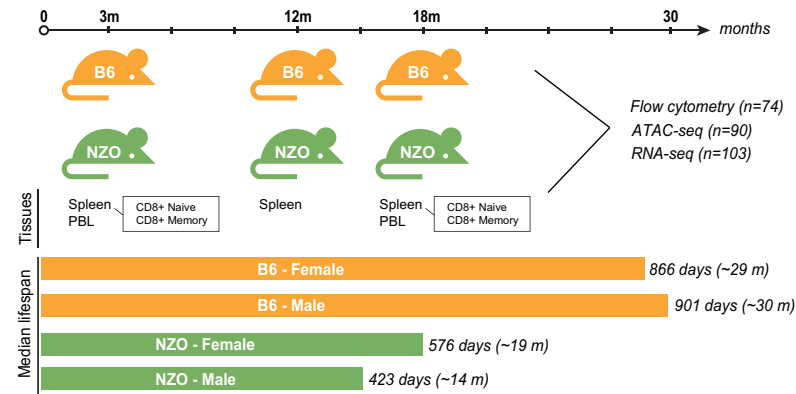 0 3m 12m 18m 30
months
B6 B6 B6
Flow cytometry (n=74)
ATAC-seq (n=90)
RNA-seq (n=103)
NZO NZO NZO
Tissues
Spleen
PBL
CD8+ Naive
CD8+ Memory
Spleen
Spleen
PBL
CD8+ Naive
CD8+ Memory
Median lifespan
B6 - Female 866 days (~29 m)
B6 - Male 901 days (~30 m)
NZO - Female 576 days (~19 m)
NZO - Male 423 days (~14 m)